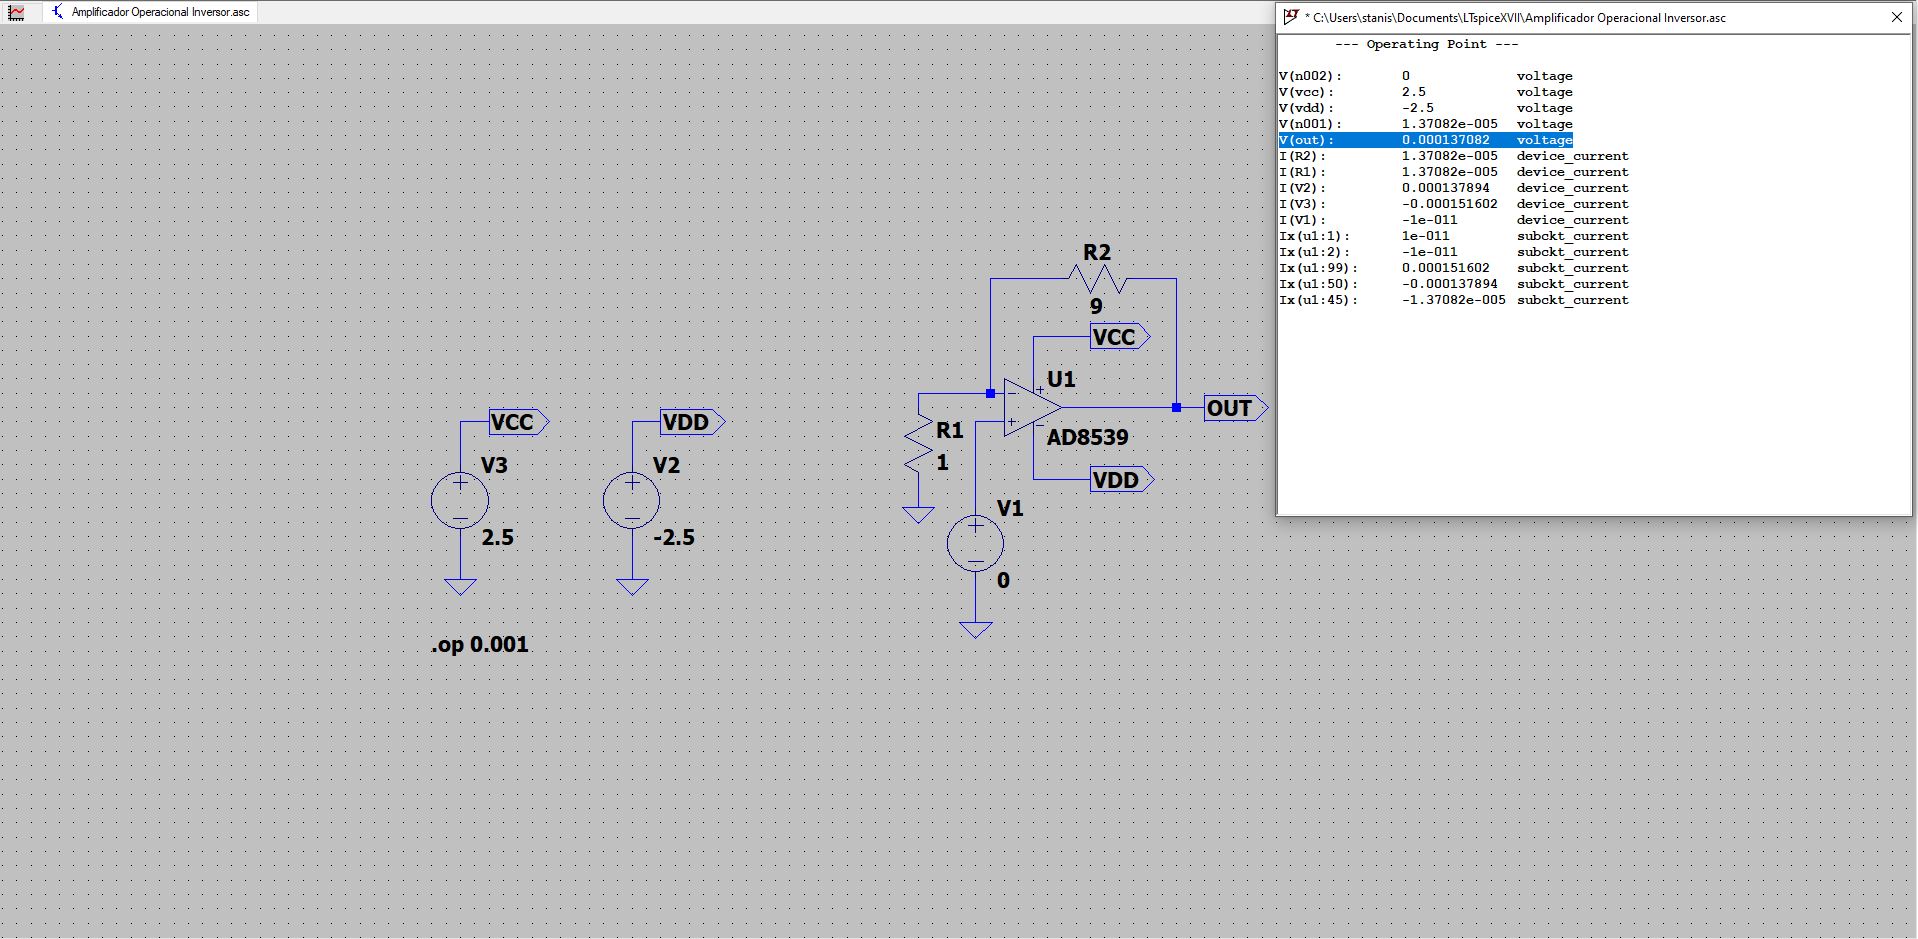 Amplificador Operacional Inversor.asc
* C:\Users\stanis\Documents\LTspiceXVII\Amplificador Operacional Inversor.asc
--- Operating Point ---
V(n002): 0 voltage
V(vcc): 2.5 voltage
V(vdd): -2.5 voltage
V(n001): 1.37082e-005 voltage
V(out): 0.000137082 voltage
I(R2): 1.37082e-005 device_current
I(R1): 1.37082e-005 device_current
I(V2): 0.000137894 device_current
I(V3): -0.000151602 device_current
I(V1): -1e-011 device_current
Ix(u1:1): 1e-011 subckt_current
Ix(u1:2): -1e-011 subckt_current
Ix(u1:99): 0.000151602 subckt_current
Ix(u1:50): -0.000137894 subckt_current
Ix(u1:45): -1.37082e-005 subckt_current
R2
9
VCC
U1
VCC
VDD
OUT
R1
AD8539
1
V3
V2
VDD
V1
2.5
-2.5
0
.op 0.001